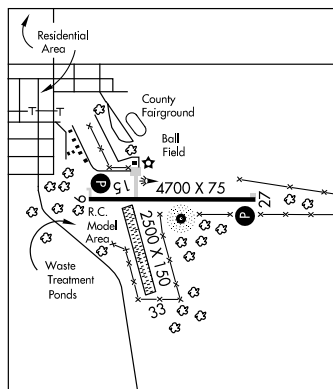 Residential
Area
County
Fairground
Ball
Field
P
15
4700 X 75
27
9
R.C.
Model
Area
2500 X 150
P
Waste
Treatment
Ponds
33
T
T